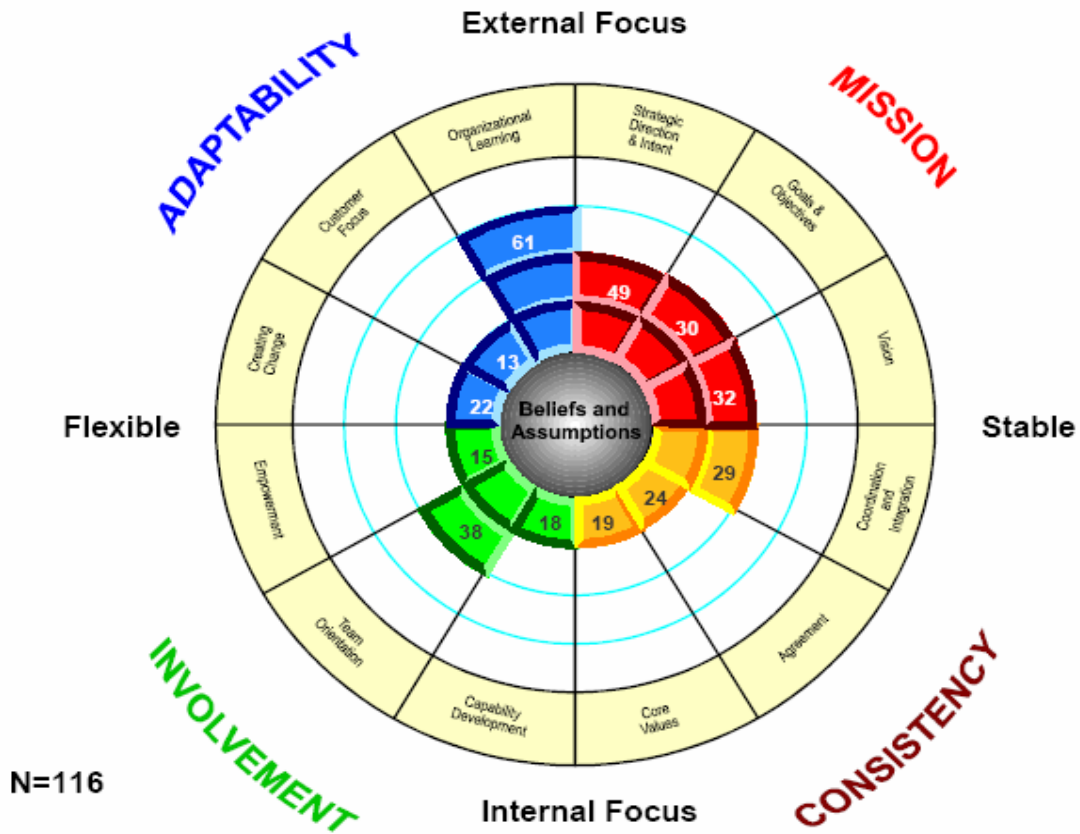 External Focus
ADAPTABILITY
MISSION
Organizational
Learning
Strategic
Direction
& Intent
Customer
Focus
Goals &
Objectives
Creating
Change
Vision
61
49
30
13
32
22
Flexible
Beliefs and
Assumptions
Stable
15
29
38
18
19
24
Empowerment
Coordination
and
Integration
Team
Orientation
Agreement
Capability
Development
Core
Values
INVOLVEMENT
CONSISTENCY
N=116
Internal Focus